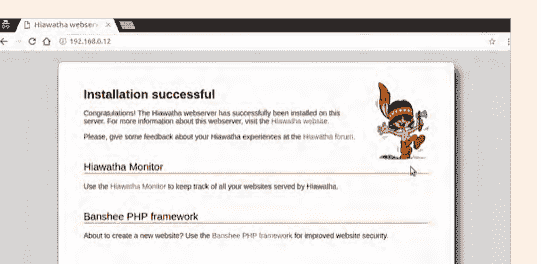 Hiawatha webserv
192.168.0.12
Installation successful
Congratulations! The Hiawatha webserver has successfully been installed on this
server. For more information about this webserver, visit the Hiawatha website.
Please, give some feedback about your Hiawatha experiences at the Hiawatha forum.
Hiawatha Monitor
Use the Hiawatha Monitor to keep track of all your websites served by Hiawatha.
Banshee PHP framework
About to create a new website? Use the Banshee PHP framework for improved website security.